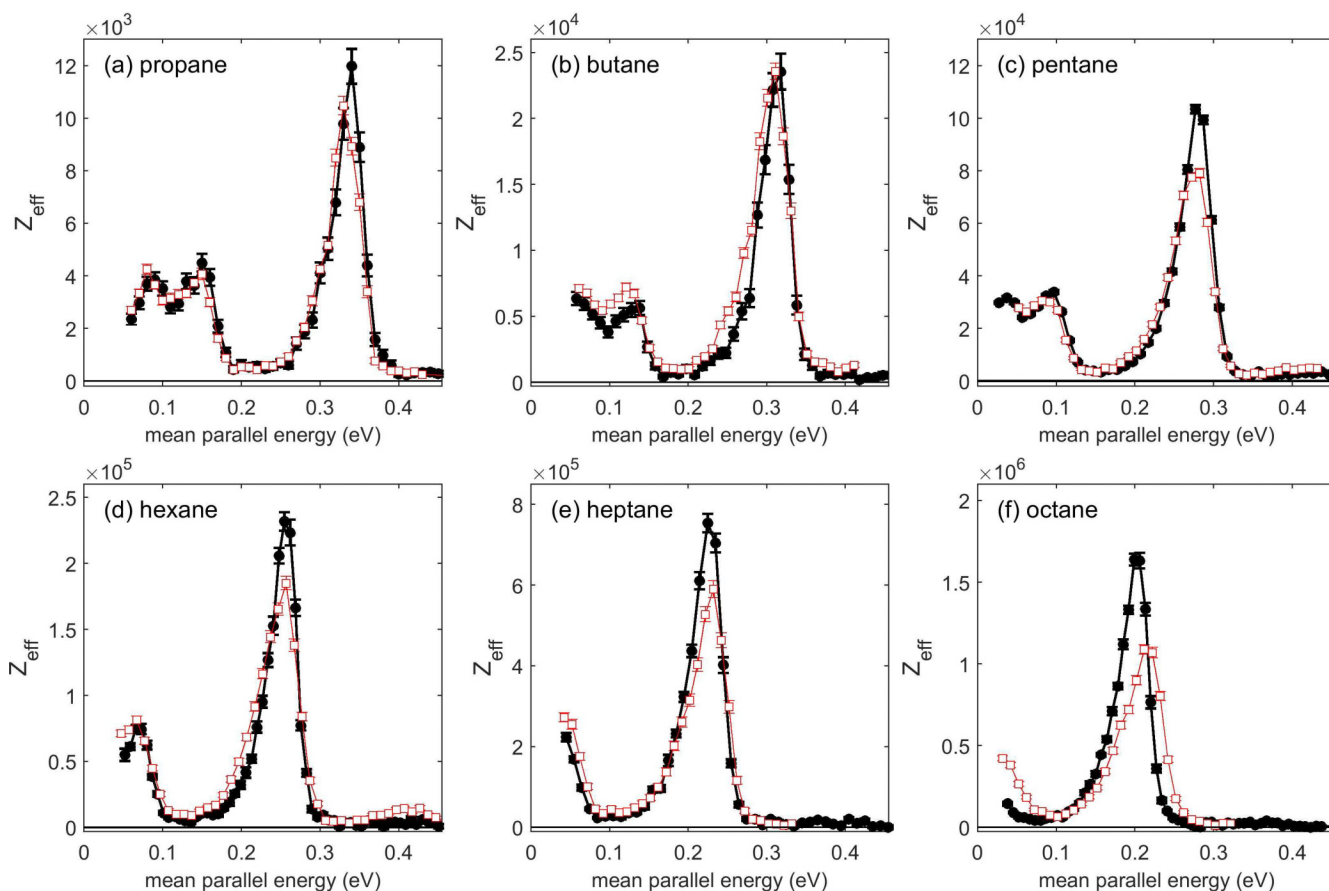 ×10³ ×10⁴ ×10⁴
(a) propane (b) butane (c) pentane
Z_eff Z_eff Z_eff
12 10 8 6 4 2 0
2.5 2 1.5 1 0.5 0
12 10 8 6 4 2 0
0 0.1 0.2 0.3 0.4 0 0.1 0.2 0.3 0.4 0 0.1 0.2 0.3 0.4
mean parallel energy (eV) mean parallel energy (eV) mean parallel energy (eV)
×10⁵ ×10⁵ ×10⁶
(d) hexane (e) heptane (f) octane
Z_eff Z_eff Z_eff
2.5 2 1.5 1 0.5 0
8 6 4 2 0
2 1.5 1 0.5 0
0 0.1 0.2 0.3 0.4 0 0.1 0.2 0.3 0.4 0 0.1 0.2 0.3 0.4
mean parallel energy (eV) mean parallel energy (eV) mean parallel energy (eV)